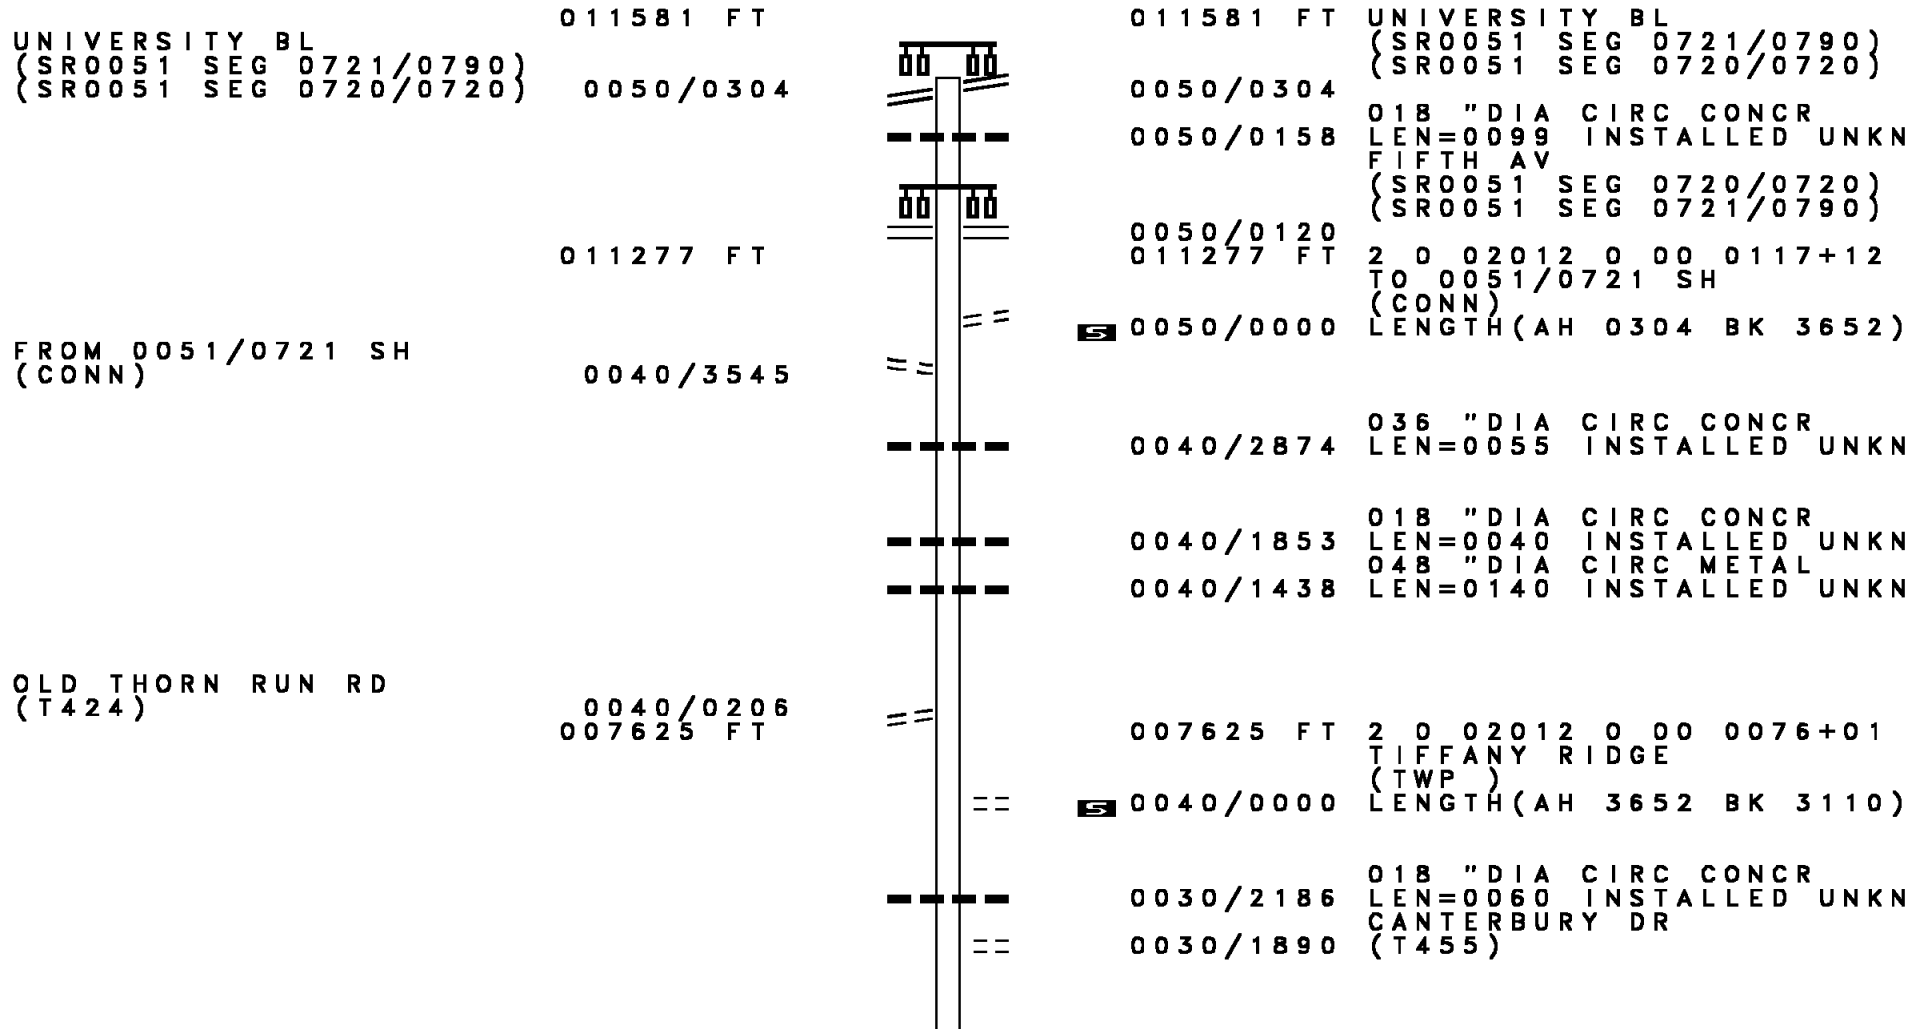 011581 FT
UNIVERSITY BL
(SR0051 SEG 0721/0790)
(SR0051 SEG 0720/0720) 0050/0304
011277 FT
FROM 0051/0721 SH
(CONN) 0040/3545
OLD THORN RUN RD
(T424) 0040/0206
007625 FT
011581 FT UNIVERSITY BL
(SR0051 SEG 0721/0790)
(SR0051 SEG 0720/0720)
0050/0304
018 "DIA CIRC CONCR
0050/0158 LEN=0099 INSTALLED UNKN
FIFTH AV
(SR0051 SEG 0720/0720)
(SR0051 SEG 0721/0790)
0050/0120
011277 FT 2 0 02012 0 00 0117+12
TO 0051/0721 SH
(CONN)
S 0050/0000 LENGTH(AH 0304 BK 3652)
036 "DIA CIRC CONCR
0040/2874 LEN=0055 INSTALLED UNKN
018 "DIA CIRC CONCR
0040/1853 LEN=0040 INSTALLED UNKN
048 "DIA CIRC METAL
0040/1438 LEN=0140 INSTALLED UNKN
007625 FT 2 0 02012 0 00 0076+01
TIFFANY RIDGE
(TWP )
S 0040/0000 LENGTH(AH 3652 BK 3110)
018 "DIA CIRC CONCR
0030/2186 LEN=0060 INSTALLED UNKN
CANTERBURY DR
0030/1890 (T455)